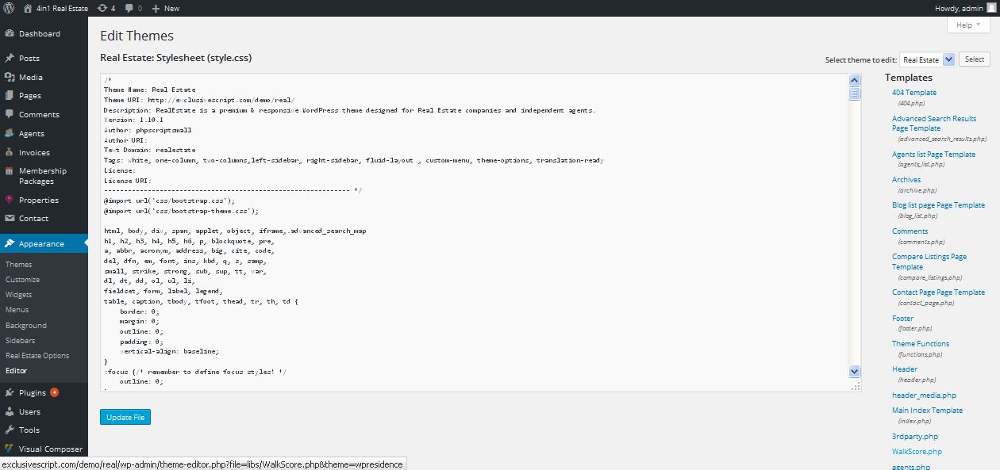 4in1 Real Estate 4 0 New Howdy, admin
Help
Dashboard
Posts
Media
Pages
Comments
Agents
Invoices
Membership
Packages
Properties
Contact
Appearance
Themes
Customize
Widgets
Menus
Background
Sidebars
Real Estate Options
Editor
Plugins 4
Users
Tools
Visual Composer
Edit Themes
Real Estate: Stylesheet (style.css)
Select theme to edit: Real Estate Select
/*
Theme Name: Real Estate
Theme URI: http://exclusivescript.com/demo/real/
Description: RealEstate is a premium & responsive WordPress theme designed for Real Estate companies and independent agents.
Version: 1.10.1
Author: phpscriptsmall
Author URI:
Text Domain: realestate
Tags: white, one-column, two-columns,left-sidebar, right-sidebar, fluid-layout , custom-menu, theme-options, translation-ready
License:
License URI:
-------------------------------------------------------------- */
@import url('css/bootstrap.css');
@import url('css/bootstrap-theme.css');
html, body, div, span, applet, object, iframe,.advanced_search_map
h1, h2, h3, h4, h5, h6, p, blockquote, pre,
a, abbr, acronym, address, big, cite, code,
del, dfn, em, font, ins, kbd, q, s, samp,
small, strike, strong, sub, sup, tt, var,
dl, dt, dd, ol, ul, li,
fieldset, form, label, legend,
table, caption, tbody, tfoot, thead, tr, th, td {
border: 0;
margin: 0;
outline: 0;
padding: 0;
vertical-align: baseline;
}
:focus {/* remember to define focus styles! */
outline: 0;
Update File
Templates
404 Template
(404.php)
Advanced Search Results
Page Template
(advanced_search_results.php)
Agents list Page Template
(agents_list.php)
Archives
(archive.php)
Blog list page Page Template
(blog_list.php)
Comments
(comments.php)
Compare Listings Page
Template
(compare_listings.php)
Contact Page Page Template
(contact_page.php)
Footer
(footer.php)
Theme Functions
(functions.php)
Header
(header.php)
header_media.php
Main Index Template
(index.php)
3rdparty.php
WalkScore.php
agents.php
exclusivescript.com/demo/real/wp-admin/theme-editor.php?file=libs/WalkScore.php&theme=wpresidence